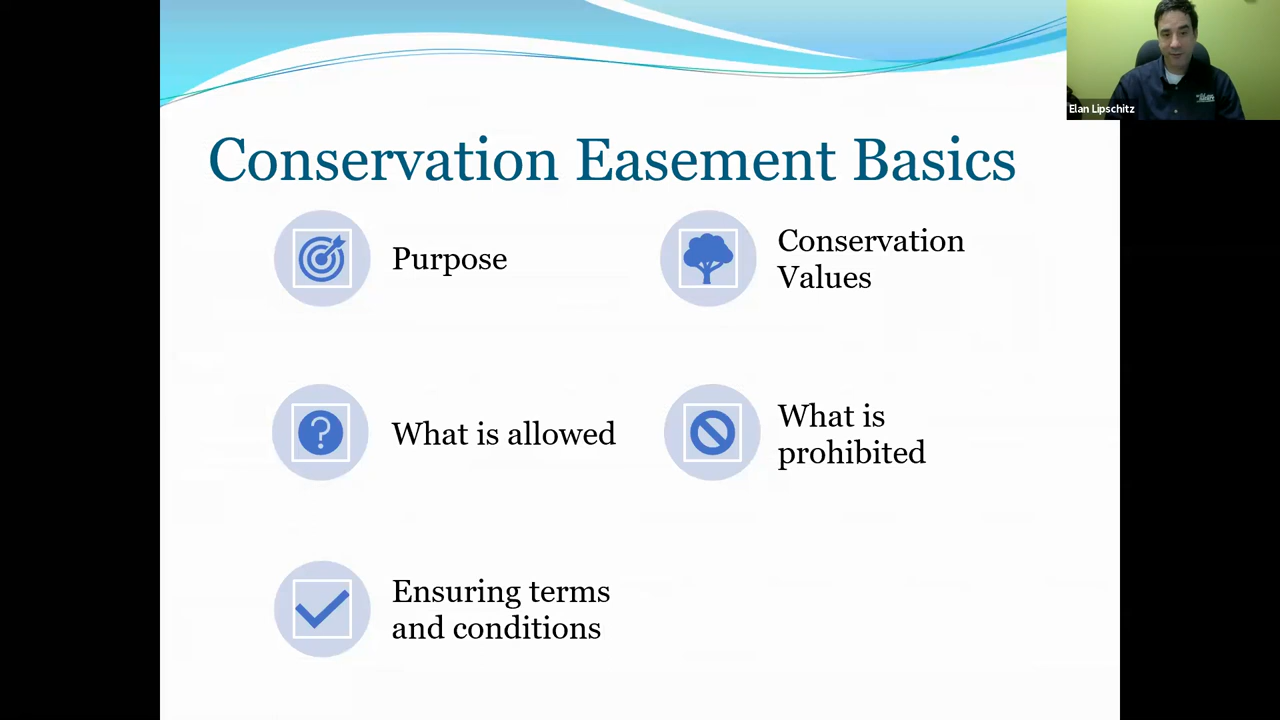 Elan Lipschitz
Conservation Easement Basics
Purpose
Conservation
Values
What is allowed
What is
prohibited
Ensuring terms
and conditions